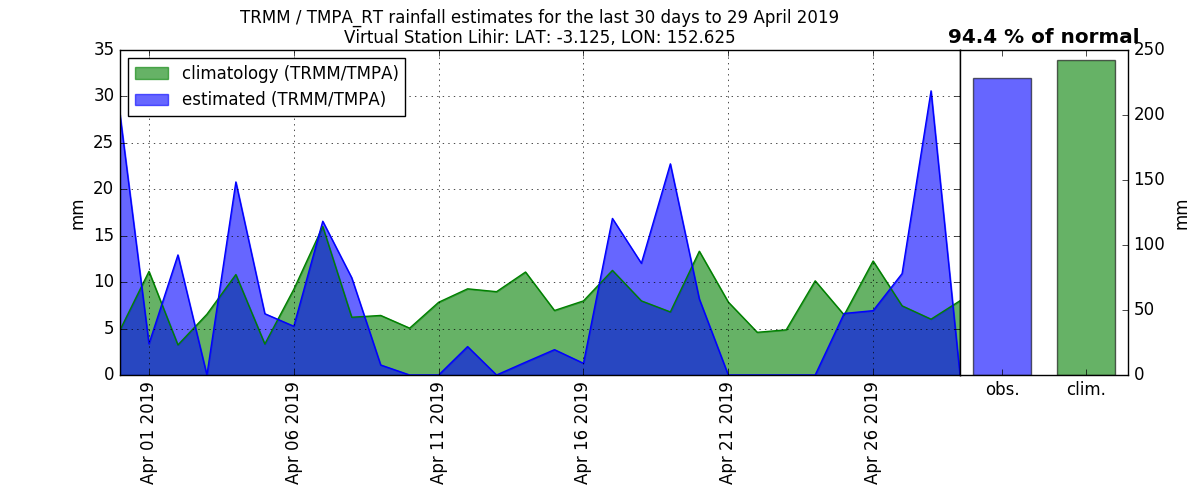 TRMM / TMPA_RT rainfall estimates for the last 30 days to 29 April 2019
Virtual Station Lihir: LAT: -3.125, LON: 152.625
94.4 % of normal
climatology (TRMM/TMPA)
estimated (TRMM/TMPA)
35
30
25
20
15
10
5
0
mm
250
200
150
100
50
0
mm
Apr 01 2019
Apr 06 2019
Apr 11 2019
Apr 16 2019
Apr 21 2019
Apr 26 2019
obs.
clim.